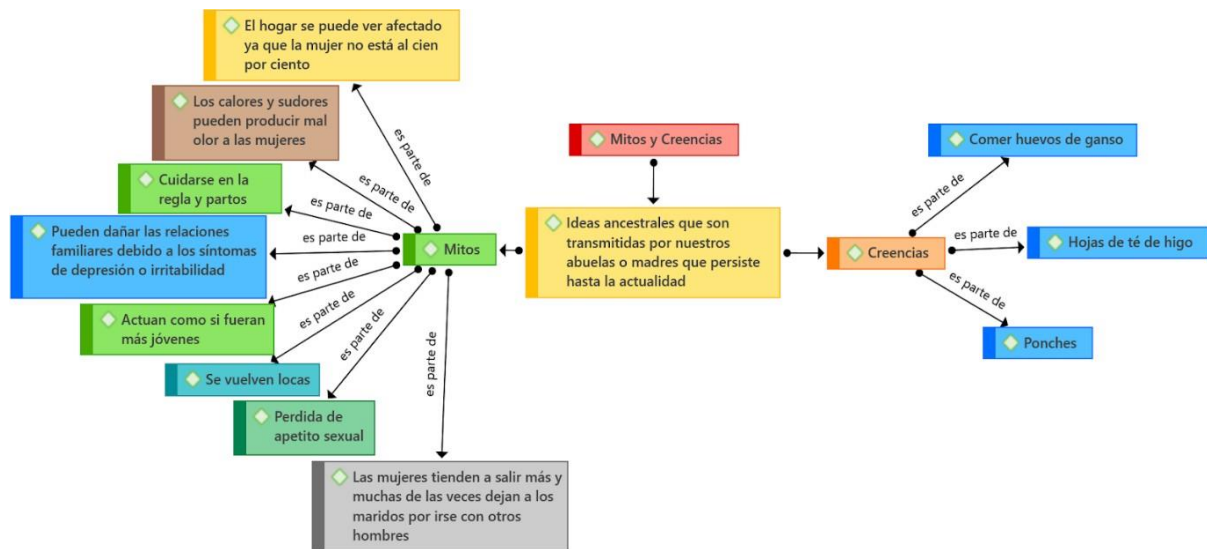 El hogar se puede ver afectado
ya que la mujer no está al cien
por ciento
Los calores y sudores
pueden producir mal
olor a las mujeres
Cuidarse en la
regla y partos
Pueden dañar las relaciones
familiares debido a los síntomas
de depresión o irritabilidad
Actuan como si fueran
más jóvenes
Se vuelven locas
Perdida de
apetito sexual
Las mujeres tienden a salir más y
muchas de las veces dejan a los
maridos por irse con otros
hombres
es parte de
es parte de
es parte de
es parte de
es parte de
es parte de
es parte de
es parte de
Mitos
Mitos y Creencias
Ideas ancestrales que son
transmitidas por nuestros
abuelas o madres que persiste
hasta la actualidad
Creencias
es parte de
es parte de
es parte de
Comer huevos de ganso
Hojas de té de higo
Ponches